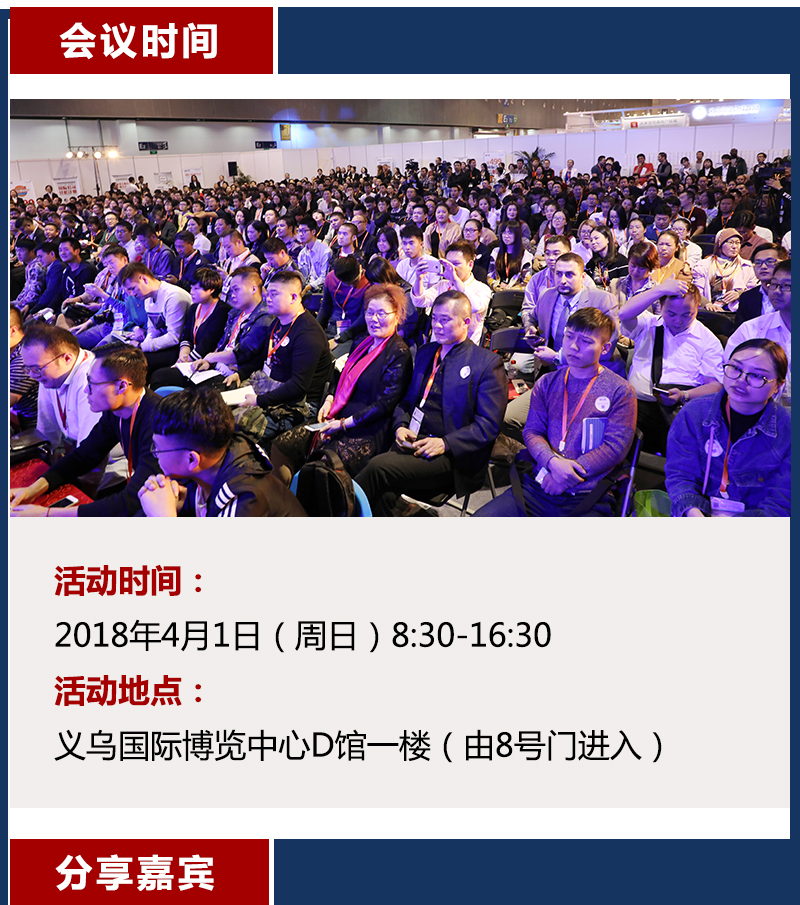 会议时间
活动时间：
2018年4月1日（周日）8:30-16:30
活动地点：
义乌国际博览中心D馆一楼（由8号门进入）
分享嘉宾